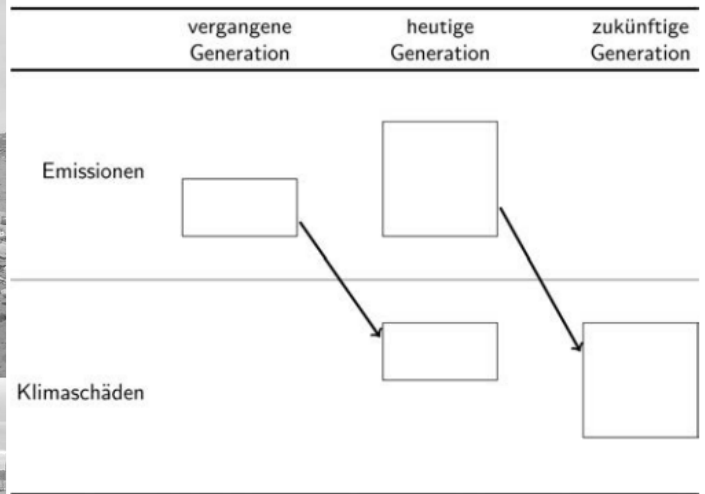 vergangene heutige zukünftige
Generation Generation Generation
Emissionen
Klimaschäden